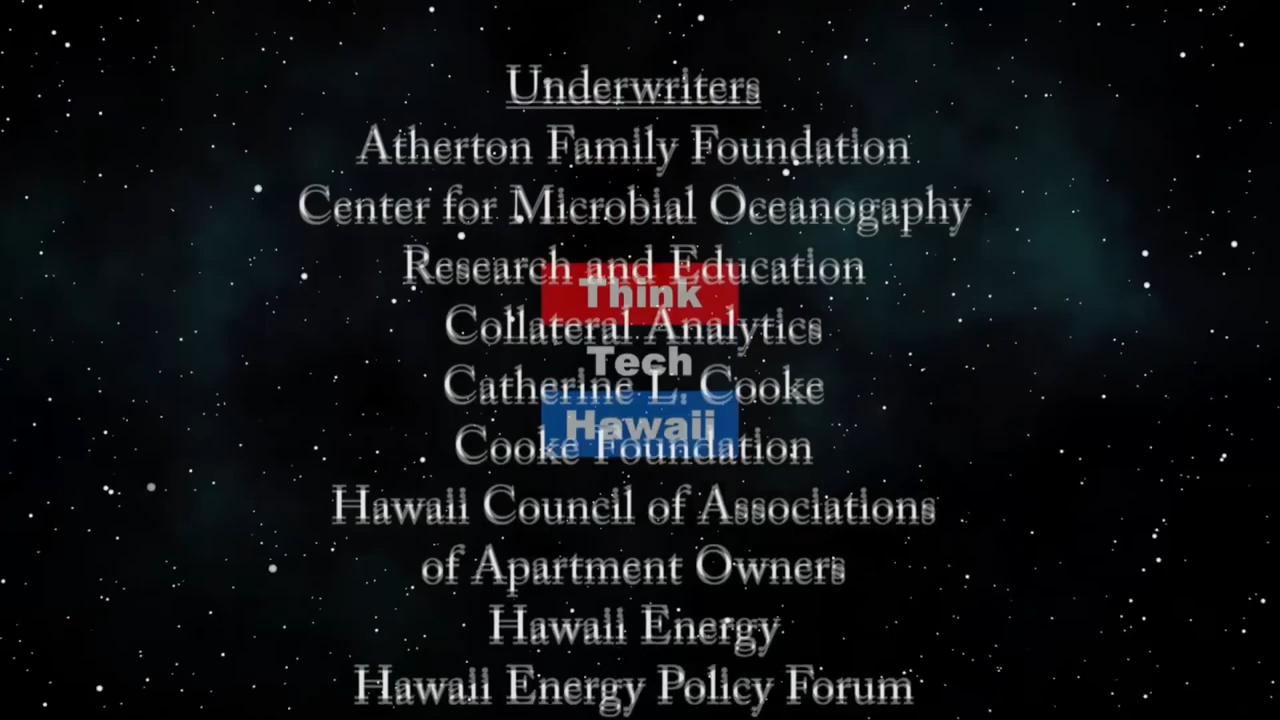 Underwriters
Atherton Family Foundation
Center for Microbial Oceanogaphy
Research and Education
Think
Collateral Analytics
Tech
Catherine L. Cooke
Hawaii
Cooke Foundation
Hawaii Council of Associations
of Apartment Owners
Hawaii Energy
Hawaii Energy Policy Forum